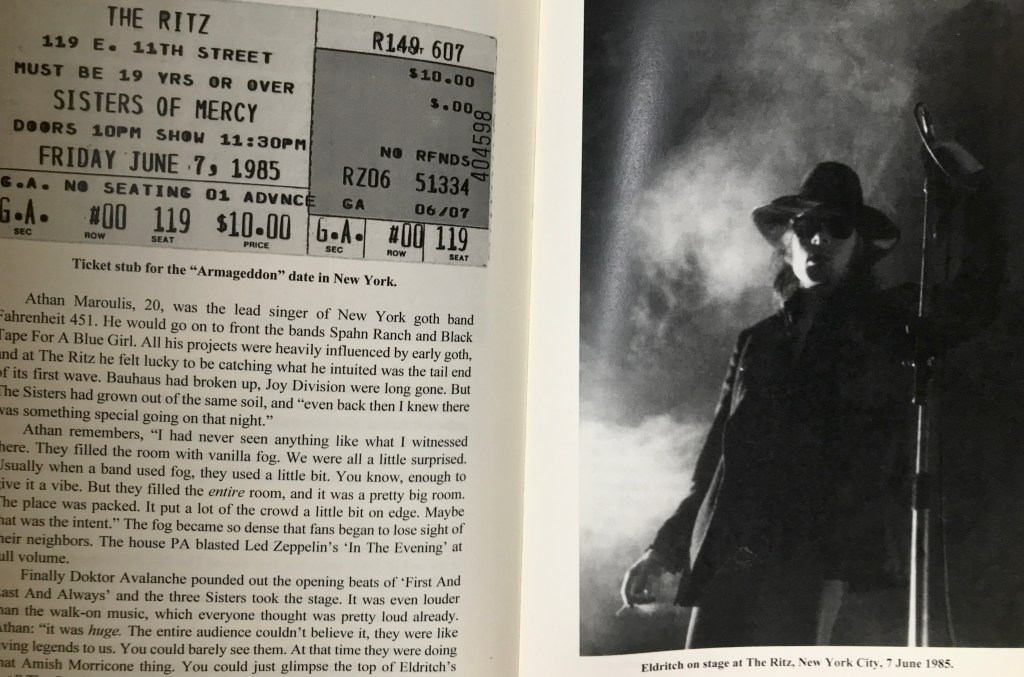 THE RITZ
119 E. 11TH STREET
MUST BE 19 YRS OR OVER
SISTERS OF MERCY
DOORS 10PM SHOW 11:30PM
FRIDAY JUNE 7, 1985
G.A. NO SEATING 01 ADVNCE
G.A. #00 119 $10.00
SEC ROW SEAT PRICE
R149 607
$10.00
$.00
NO RFNDS
RZ06 51334
GA 06/07
404598
G.A. #00 119
SEC ROW SEAT
Ticket stub for the “Armageddon” date in New York.
Athan Maroulis, 20, was the lead singer of New York goth band
Fahrenheit 451. He would go on to front the bands Spahn Ranch and Black
Tape For A Blue Girl. All his projects were heavily influenced by early goth,
and at The Ritz he felt lucky to be catching what he intuited was the tail end
of its first wave. Bauhaus had broken up, Joy Division were long gone. But
The Sisters had grown out of the same soil, and “even back then I knew there
was something special going on that night.”
Athan remembers, “I had never seen anything like what I witnessed
here. They filled the room with vanilla fog. We were all a little surprised.
Usually when a band used fog, they used a little bit. You know, enough to
give it a vibe. But they filled the entire room, and it was a pretty big room.
The place was packed. It put a lot of the crowd a little bit on edge. Maybe
hat was the intent.” The fog became so dense that fans began to lose sight of
heir neighbors. The house PA blasted Led Zeppelin’s ‘In The Evening’ at
ull volume.
Finally Doktor Avalanche pounded out the opening beats of ‘First And
ast And Always’ and the three Sisters took the stage. It was even louder
han the walk-on music, which everyone thought was pretty loud already.
Athan: “it was huge. The entire audience couldn’t believe it, they were like
ving legends to us. You could barely see them. At that time they were doing
hat Amish Morricone thing. You could just glimpse the top of Eldritch’s
Eldritch on stage at The Ritz, New York City, 7 June 1985.